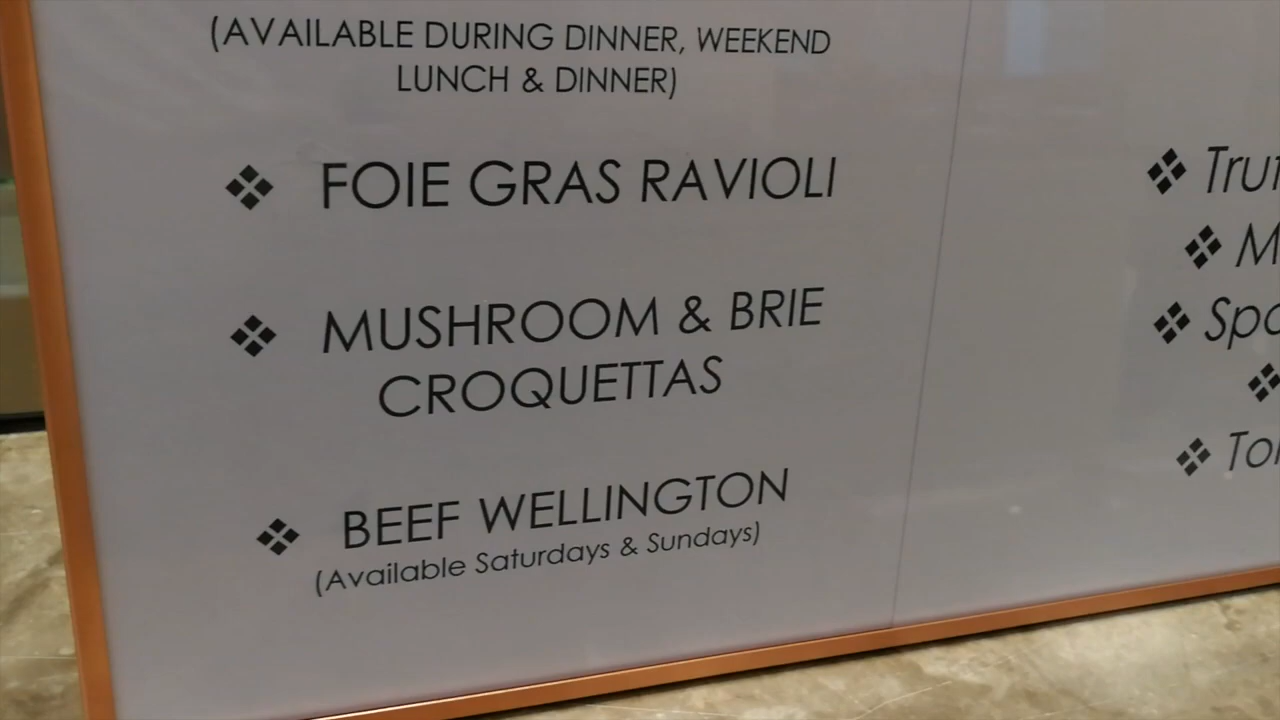 (AVAILABLE DURING DINNER, WEEKEND
LUNCH & DINNER)
FOIE GRAS RAVIOLI
MUSHROOM & BRIE
CROQUETTAS
BEEF WELLINGTON
(Available Saturdays & Sundays)